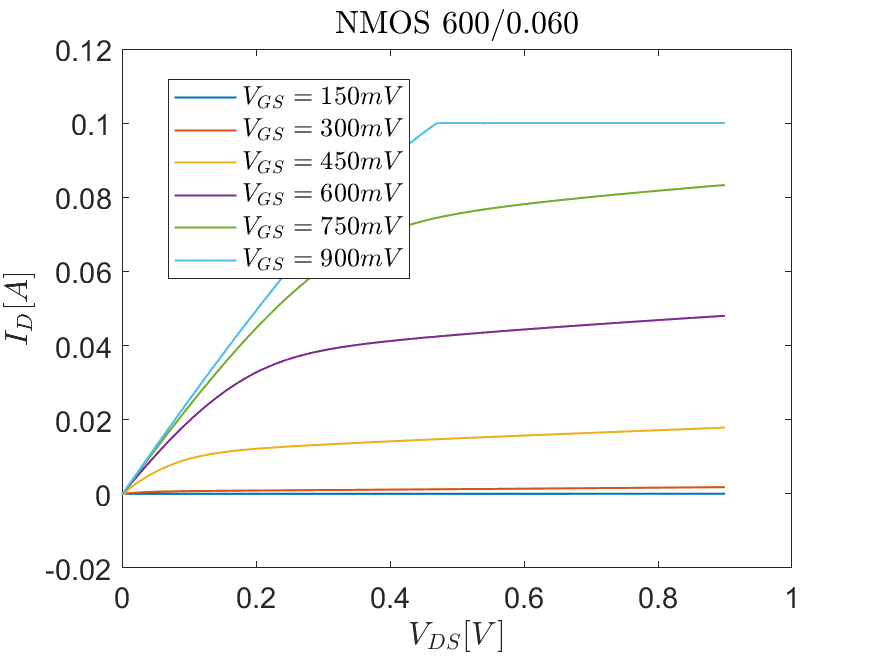 NMOS 600/0.060
0.12
0.1
0.08
0.06
0.04
0.02
0
-0.02
I_D[A]
V_GS = 150mV
V_GS = 300mV
V_GS = 450mV
V_GS = 600mV
V_GS = 750mV
V_GS = 900mV
0 0.2 0.4 0.6 0.8 1
V_DS[V]